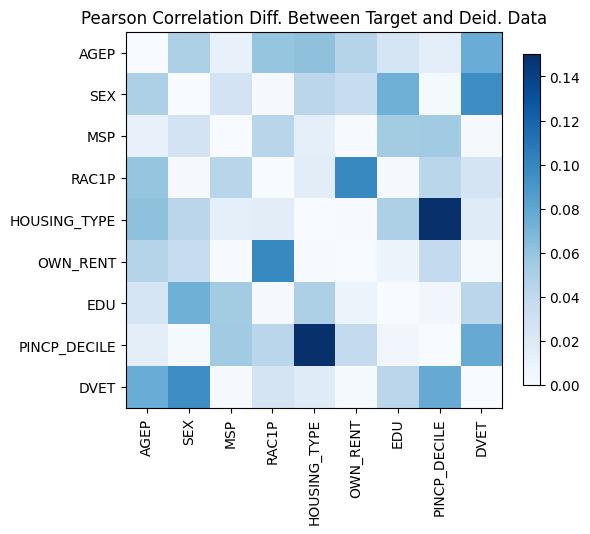 Pearson Correlation Diff. Between Target and Deid. Data
AGEP
SEX
MSP
RAC1P
HOUSING_TYPE
OWN_RENT
EDU
PINCP_DECILE
DVET
AGEP
SEX
MSP
RAC1P
HOUSING_TYPE
OWN_RENT
EDU
PINCP_DECILE
DVET
0.14
0.12
0.10
0.08
0.06
0.04
0.02
0.00